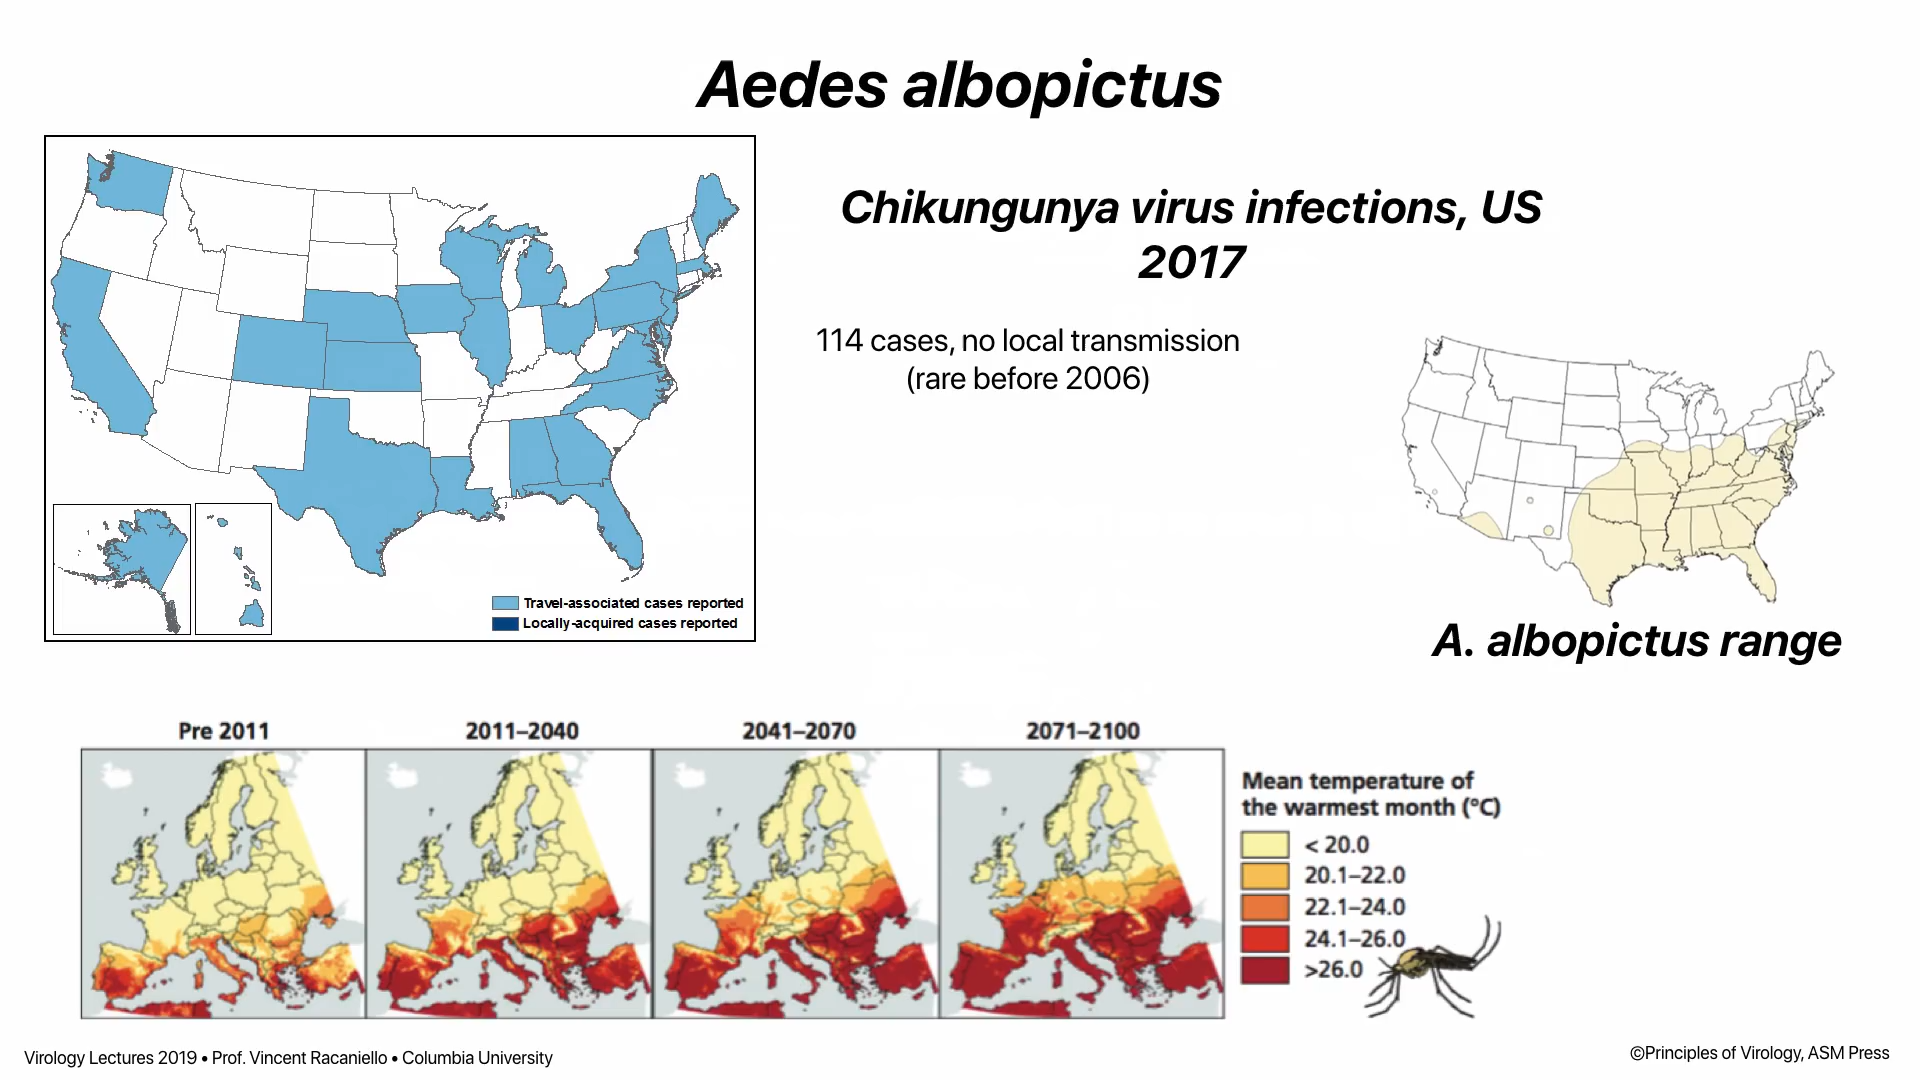 Aedes albopictus
Chikungunya virus infections, US
2017
114 cases, no local transmission
(rare before 2006)
Travel-associated cases reported
Locally-acquired cases reported
A. albopictus range
Pre 2011
2011–2040
2041–2070
2071–2100
Mean temperature of
the warmest month (°C)
< 20.0
20.1–22.0
22.1–24.0
24.1–26.0
>26.0
Virology Lectures 2019 • Prof. Vincent Racaniello • Columbia University
©Principles of Virology, ASM Press